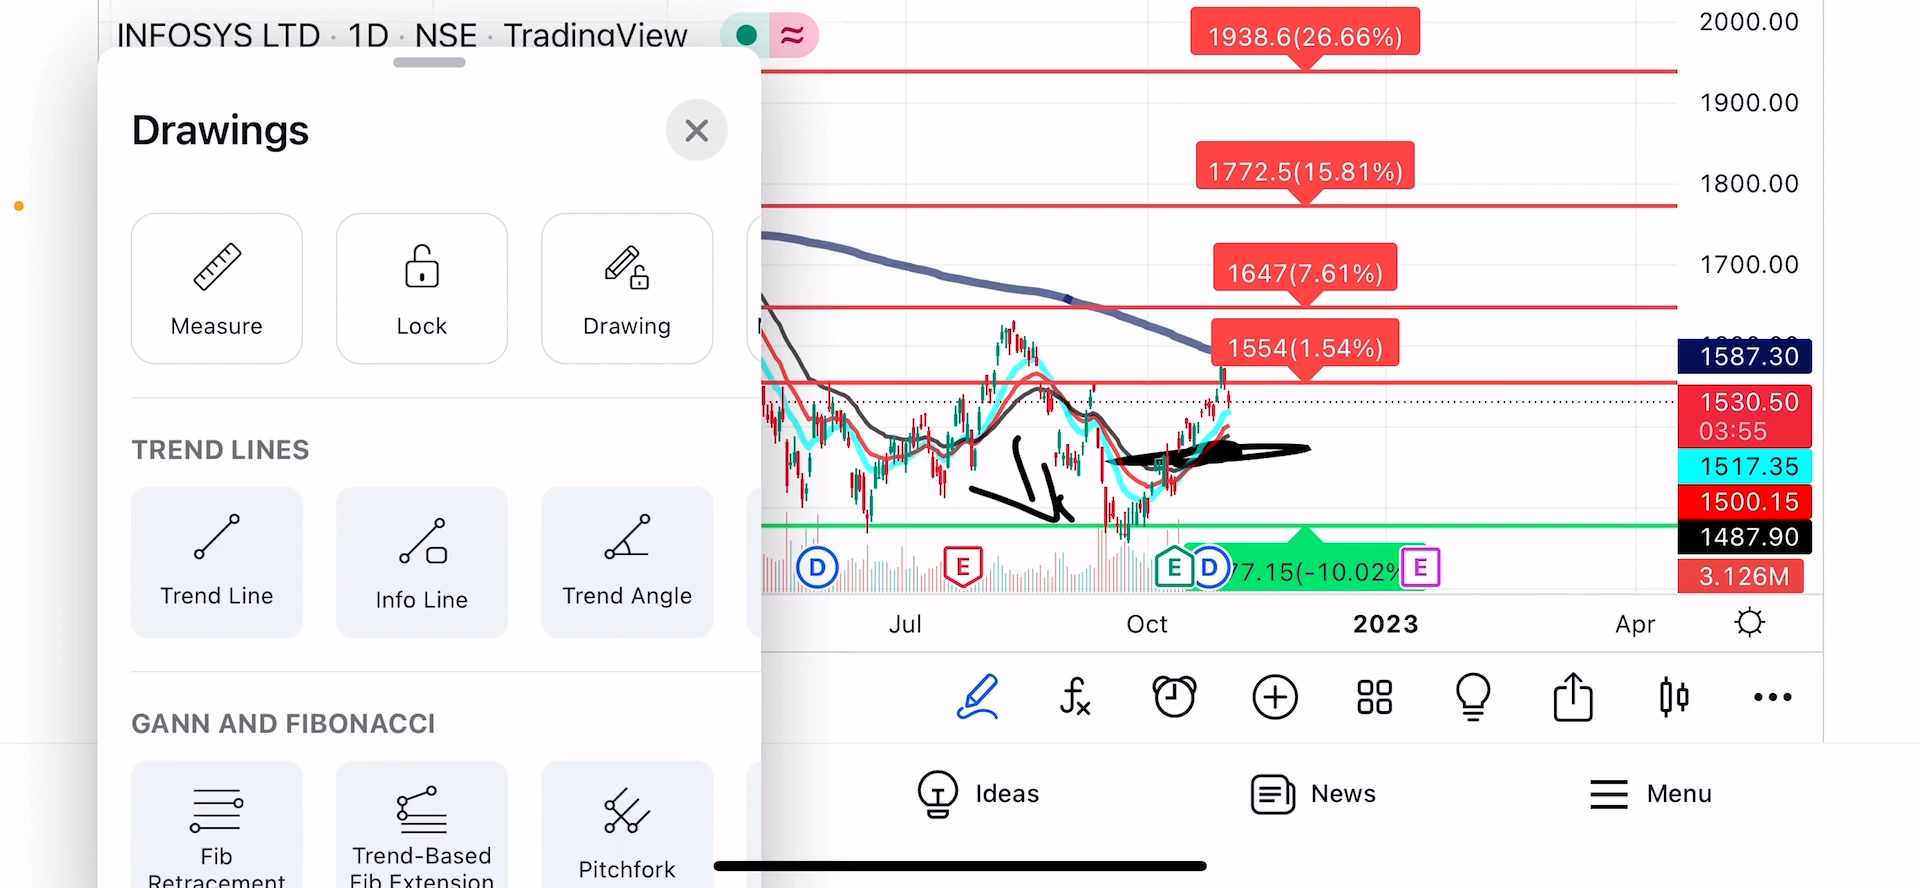 INFOSYS LTD · 1D · NSE · TradingView
Drawings
Measure
Lock
Drawing
TREND LINES
Trend Line
Info Line
Trend Angle
GANN AND FIBONACCI
Fib
Retracement
Trend-Based
Fib Extension
Pitchfork
1938.6(26.66%)
1772.5(15.81%)
1647(7.61%)
1554(1.54%)
77.15(-10.02%
D
E
E
D
E
2000.00
1900.00
1800.00
1700.00
1587.30
1530.50
03:55
1517.35
1500.15
1487.90
3.126M
Jul
Oct
2023
Apr
Ideas
News
Menu